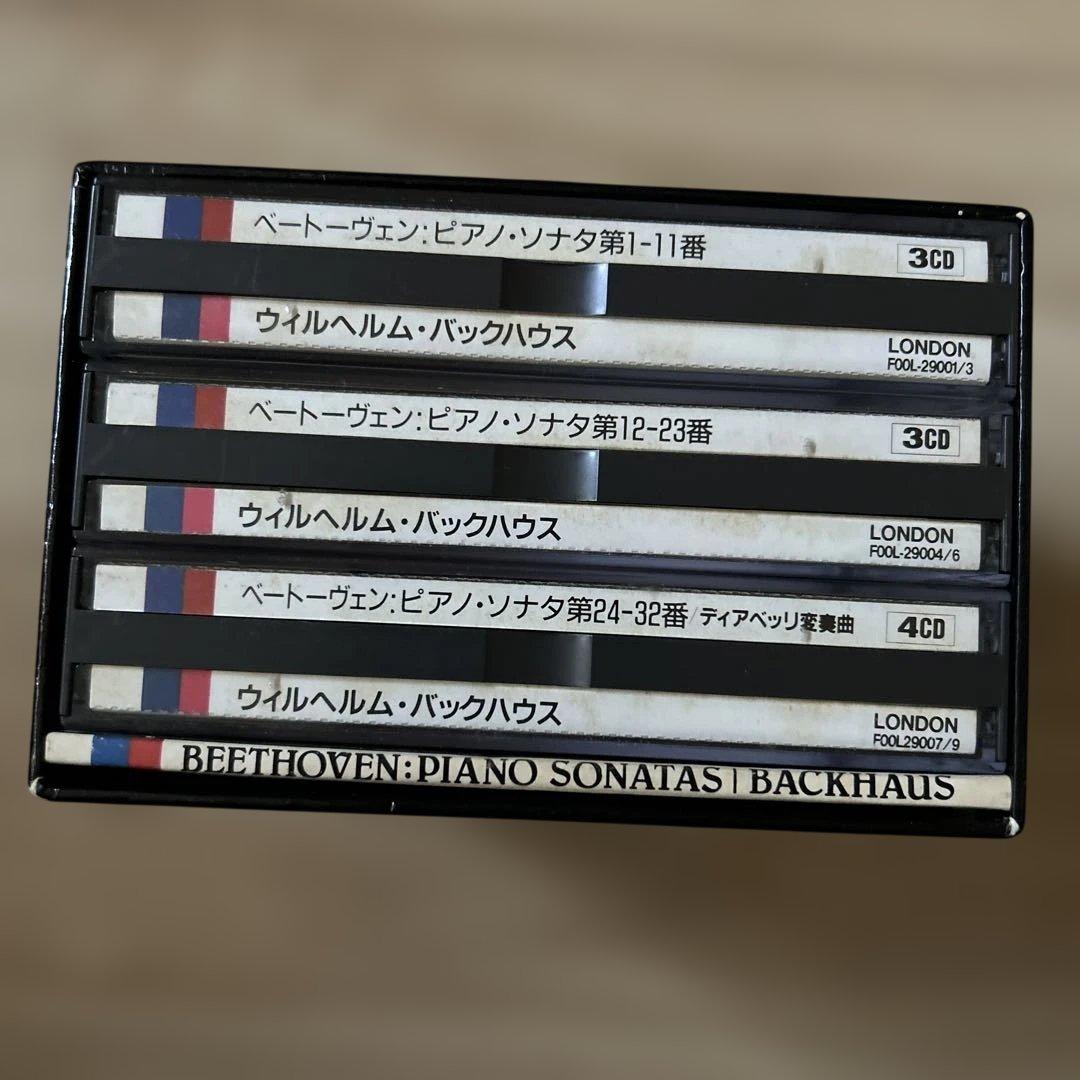 ベートーヴェン:ピアノ・ソナタ第1-11番 3CD
ウィルヘルム・バックハウス LONDON
F00L-29001/3
ベートーヴェン:ピアノ・ソナタ第12-23番 3CD
ウィルヘルム・バックハウス LONDON
F00L-29004/6
ベートーヴェン:ピアノ・ソナタ第24-32番/ディアベッリ変奏曲 4CD
ウィルヘルム・バックハウス LONDON
F00L29007/9
BEETHOVEN:PIANO SONATAS | BACKHAUS